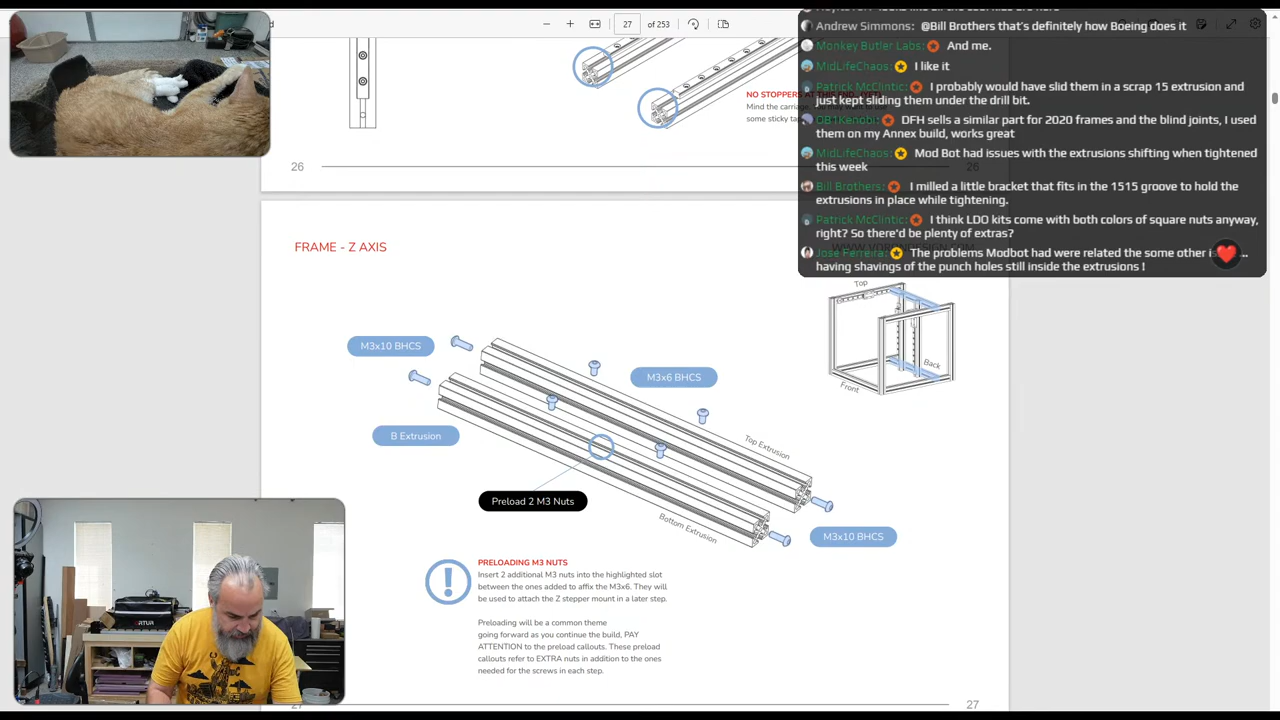 27 of 253
Andrew Simmons: @Bill Brothers that's definitely how Boeing does it
Monkey Butler Labs: And me.
MidLifeChaos: I like it
Patrick McClintic: I probably would have slid them in a scrap 15 extrusion and
just kept sliding them under the drill bit.
OB1Kenobi: DFH sells a similar part for 2020 frames and the blind joints, I used
them on my Annex build, works great
MidLifeChaos: Mod Bot had issues with the extrusions shifting when tightened
this week
Bill Brothers: I milled a little bracket that fits in the 1515 groove to hold the
extrusions in place while tightening.
Patrick McClintic: I think LDO kits come with both colors of square nuts anyway,
right? So there'd be plenty of extras?
Jose Ferreira: The problems Modbot had were related the some other is ...
having shavings of the punch holes still inside the extrusions !
NO STOPPERS AT THIS END
Mind the carriage.
some sticky
26
FRAME - Z AXIS
WWW.VORONDESIGN.COM
Top
Back
Front
M3x10 BHCS
M3x6 BHCS
B Extrusion
Top Extrusion
Preload 2 M3 Nuts
Bottom Extrusion
M3x10 BHCS
PRELOADING M3 NUTS
Insert 2 additional M3 nuts into the highlighted slot
between the ones added to affix the M3x6. They will
be used to attach the Z stepper mount in a later step.
Preloading will be a common theme
going forward as you continue the build, PAY
ATTENTION to the preload callouts. These preload
callouts refer to EXTRA nuts in addition to the ones
needed for the screws in each step.
ORTUR
27
27